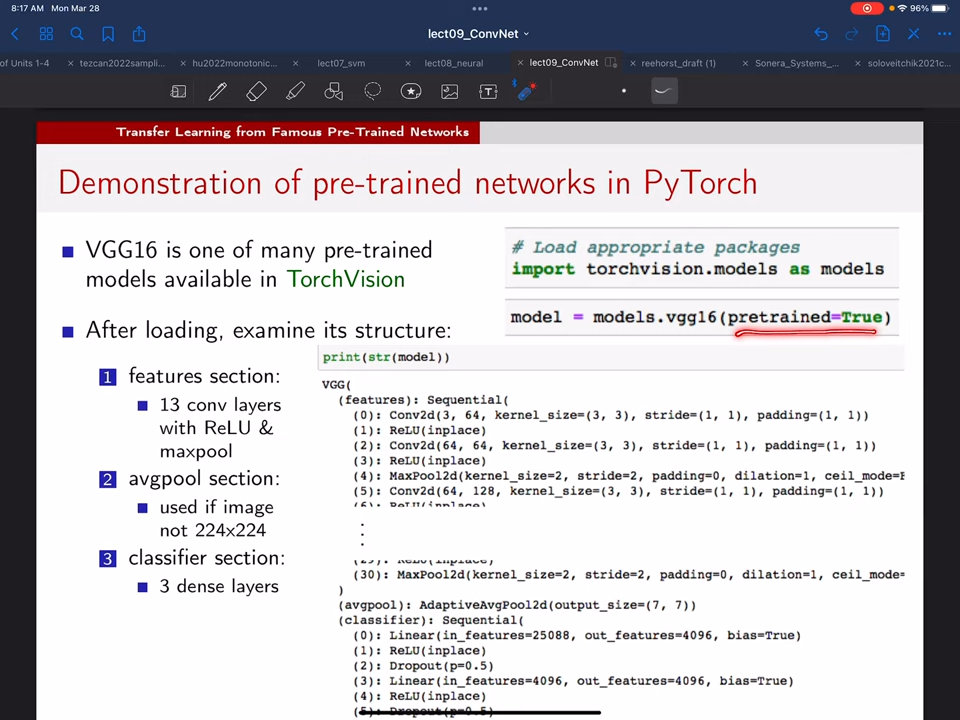 8:17 AM Mon Mar 28
96%
lect09_ConvNet
of Units 1-4
tezcan2022sampli...
hu2022monotonic...
lect07_svm
lect08_neural
lect09_ConvNet
reehorst_draft (1)
Sonera_Systems_...
soloveitchik2021c...
Transfer Learning from Famous Pre-Trained Networks
Demonstration of pre-trained networks in PyTorch
VGG16 is one of many pre-trained
models available in TorchVision
# Load appropriate packages
import torchvision.models as models
model = models.vgg16(pretrained=True)
After loading, examine its structure:
1 features section:
13 conv layers
with ReLU &
maxpool
2 avgpool section:
used if image
not 224x224
3 classifier section:
3 dense layers
print(str(model))
VGG(
(features): Sequential(
(0): Conv2d(3, 64, kernel_size=(3, 3), stride=(1, 1), padding=(1, 1))
(1): ReLU(inplace)
(2): Conv2d(64, 64, kernel_size=(3, 3), stride=(1, 1), padding=(1, 1))
(3): ReLU(inplace)
(4): MaxPool2d(kernel_size=2, stride=2, padding=0, dilation=1, ceil_mode=F
(5): Conv2d(64, 128, kernel_size=(3, 3), stride=(1, 1), padding=(1, 1))
(6): ReLU(inplace)
(29): ReLU(inplace)
(30): MaxPool2d(kernel_size=2, stride=2, padding=0, dilation=1, ceil_mode=
)
(avgpool): AdaptiveAvgPool2d(output_size=(7, 7))
(classifier): Sequential(
(0): Linear(in_features=25088, out_features=4096, bias=True)
(1): ReLU(inplace)
(2): Dropout(p=0.5)
(3): Linear(in_features=4096, out_features=4096, bias=True)
(4): ReLU(inplace)
(5): Dropout(p=0.5)